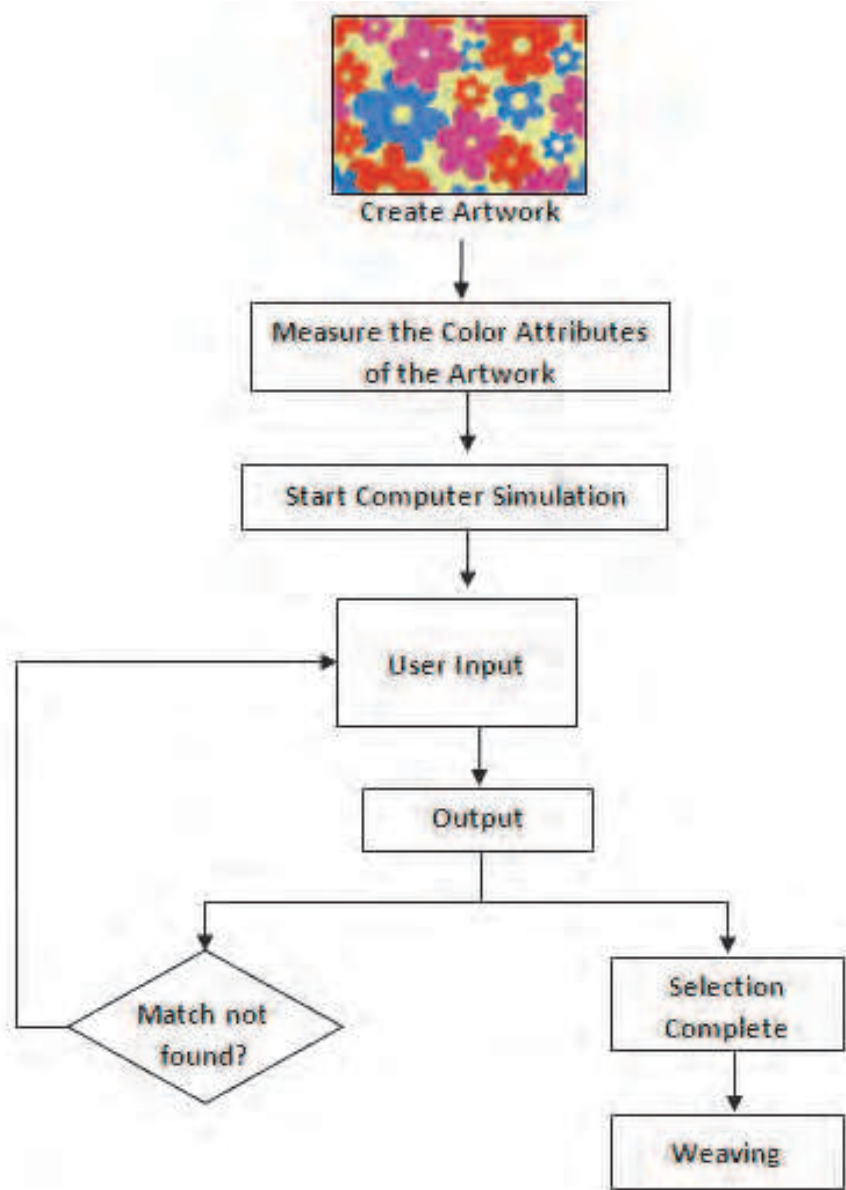 Create Artwork
Measure the Color Attributes
of the Artwork
Start Computer Simulation
User Input
Output
Match not
found?
Selection
Complete
Weaving